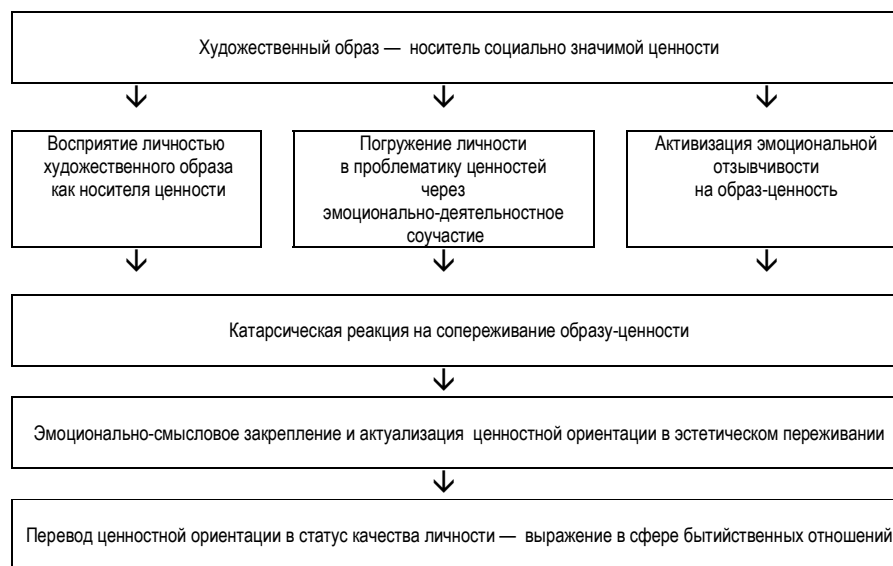 Художественный образ — носитель социально значимой ценности
Восприятие личностью
художественного образа
как носителя ценности
Погружение личности
в проблематику ценностей
через
эмоционально-деятельностное
соучастие
Активизация эмоциональной
отзывчивости
на образ-ценность
Катарсическая реакция на сопереживание образу-ценности
Эмоционально-смысловое закрепление и актуализация ценностной ориентации в эстетическом переживании
Перевод ценностной ориентации в статус качества личности — выражение в сфере бытийственных отношений